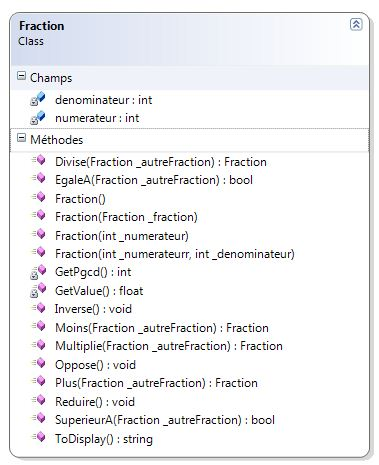 Fraction
Class
Champs
denominateur : int
numerateur : int
Méthodes
Divise(Fraction _autreFraction) : Fraction
EgaleA(Fraction _autreFraction) : bool
Fraction()
Fraction(Fraction _fraction)
Fraction(int _numerateur)
Fraction(int _numerateurr, int _denominateur)
GetPgcd() : int
GetValue() : float
Inverse() : void
Moins(Fraction _autreFraction) : Fraction
Multiplie(Fraction _autreFraction) : Fraction
Oppose() : void
Plus(Fraction _autreFraction) : Fraction
Reduire() : void
SuperieurA(Fraction _autreFraction) : bool
ToDisplay() : string